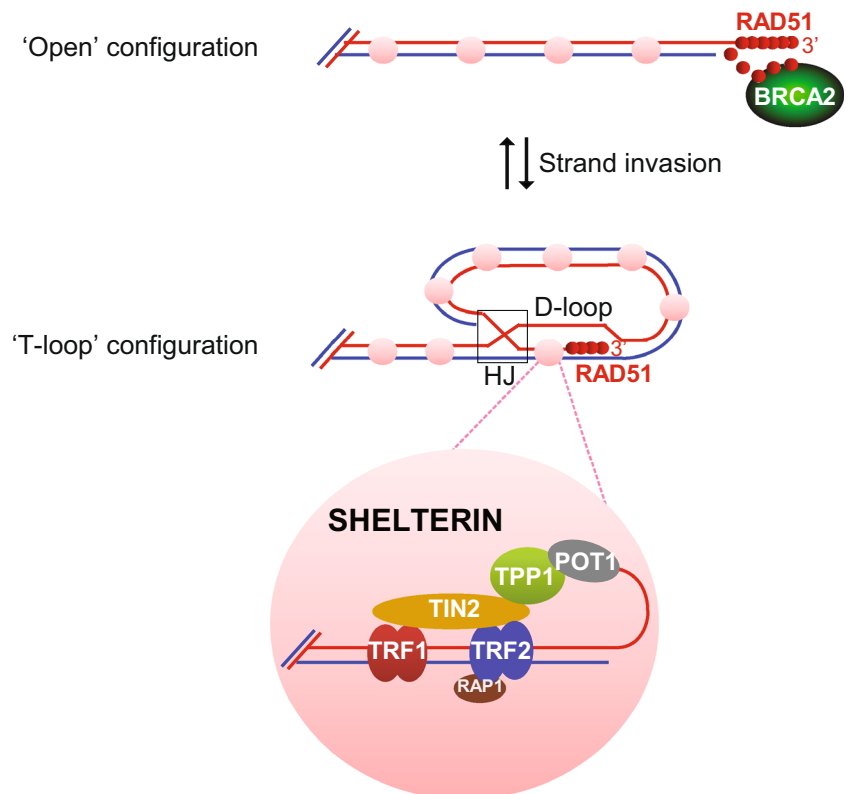 RAD51
'Open' configuration
3'
BRCA2
Strand invasion
D-loop
'T-loop' configuration
3'
HJ
RAD51
SHELTERIN
POT1
TPP1
TIN2
TRF1
TRF2
RAP1